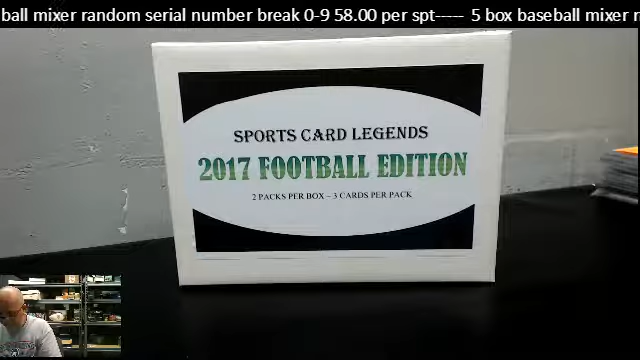 ball mixer random serial number break 0-9 58.00 per spt----- 5 box baseball mixer r
SPORTS CARD LEGENDS
2017 FOOTBALL EDITION
2 PACKS PER BOX – 3 CARDS PER PACK